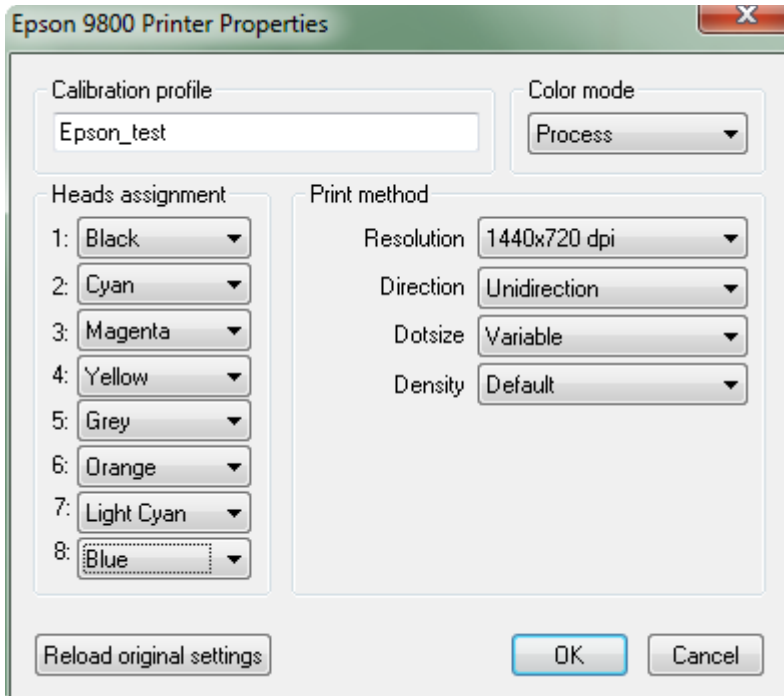 Epson 9800 Printer Properties
x
Calibration profile
Epson_test
Color mode
Process
Heads assignment
1: Black
2: Cyan
3: Magenta
4: Yellow
5: Grey
6: Orange
7: Light Cyan
8: Blue
Print method
Resolution 1440x720 dpi
Direction Unidirection
Dotsize Variable
Density Default
Reload original settings
OK
Cancel